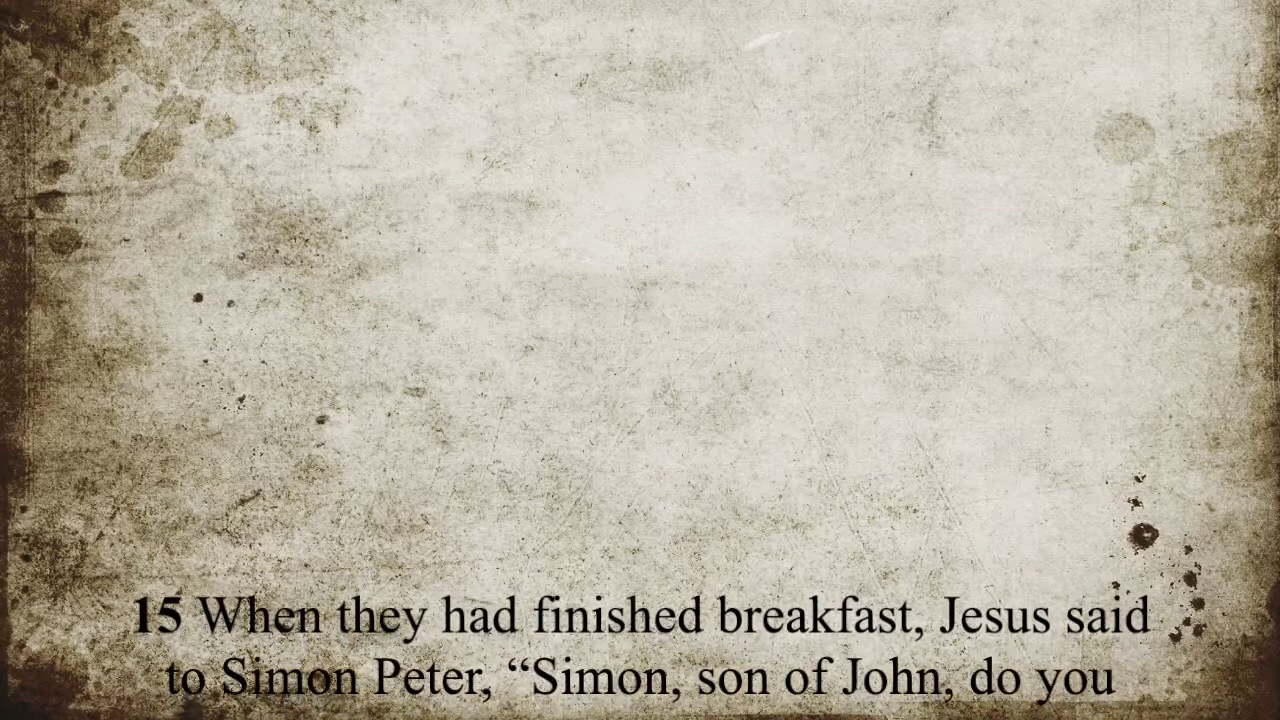 15 When they had finished breakfast, Jesus said
to Simon Peter, “Simon, son of John, do you